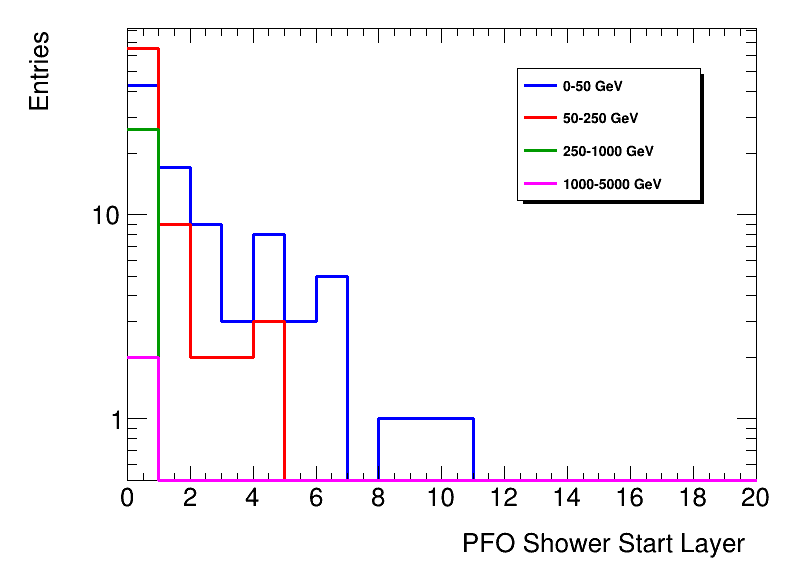 Entries
10
1
0-50 GeV
50-250 GeV
250-1000 GeV
1000-5000 GeV
0 2 4 6 8 10 12 14 16 18 20
PFO Shower Start Layer